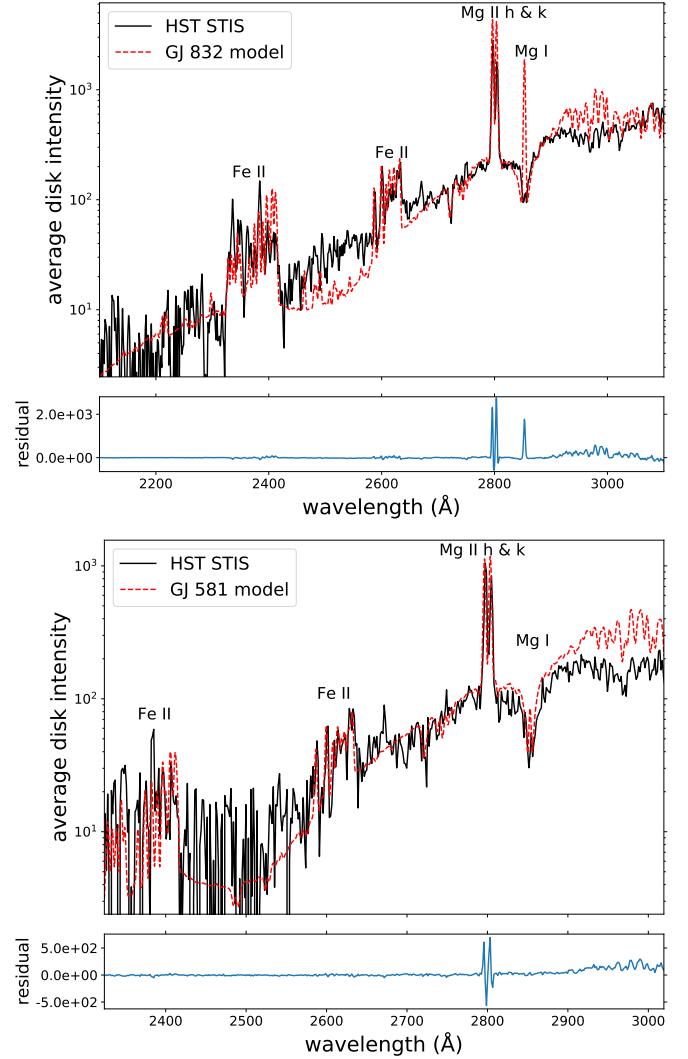 HST STIS
GJ 832 model
Mg II h & k
Mg I
Fe II
Fe II
average disk intensity
10³
10²
10¹
residual
2.0e+03
0.0e+00
2200 2400 2600 2800 3000
wavelength (Å)
HST STIS
GJ 581 model
Mg II h & k
Mg I
Fe II
Fe II
average disk intensity
10³
10²
10¹
residual
5.0e+02
0.0e+00
-5.0e+02
2400 2500 2600 2700 2800 2900 3000
wavelength (Å)